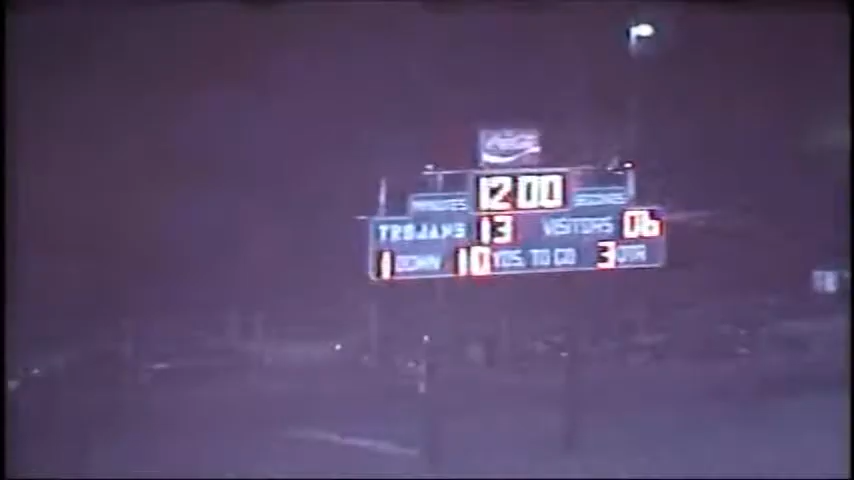 Coca-Cola
MINUTES 12 00 SECONDS
TROJANS 13 VISITORS 06
1 DOWN 10 YDS. TO GO 3 QTR